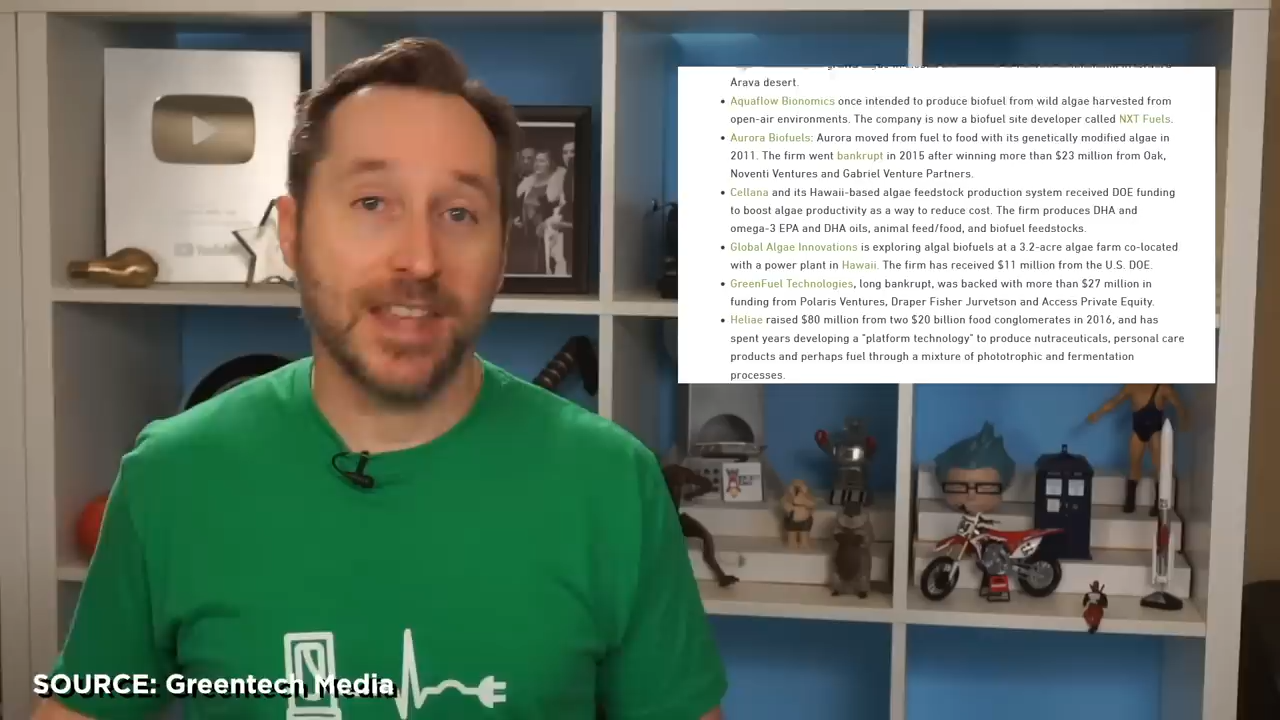 Arava desert.
• Aquaflow Bionomics once intended to produce biofuel from wild algae harvested from
open-air environments. The company is now a biofuel site developer called NXT Fuels.
• Aurora Biofuels: Aurora moved from fuel to food with its genetically modified algae in
2011. The firm went bankrupt in 2015 after winning more than $23 million from Oak,
Noventi Ventures and Gabriel Venture Partners.
• Cellana and its Hawaii-based algae feedstock production system received DOE funding
to boost algae productivity as a way to reduce cost. The firm produces DHA and
omega-3 EPA and DHA oils, animal feed/food, and biofuel feedstocks.
• Global Algae Innovations is exploring algal biofuels at a 3.2-acre algae farm co-located
with a power plant in Hawaii. The firm has received $11 million from the U.S. DOE.
• GreenFuel Technologies, long bankrupt, was backed with more than $27 million in
funding from Polaris Ventures, Draper Fisher Jurvetson and Access Private Equity.
• Heliae raised $80 million from two $20 billion food conglomerates in 2016, and has
spent years developing a "platform technology" to produce nutraceuticals, personal care
products and perhaps fuel through a mixture of phototrophic and fermentation
processes.
SOURCE: Greentech Media